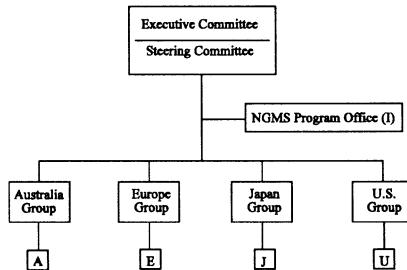 Executive Committee
Steering Committee
NGMS Program Office (I)
Australia Group
Europe Group
Japan Group
U.S. Group
A
E
J
U